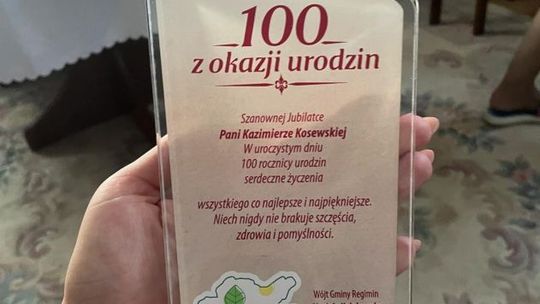 100
z okazji urodzin
Szanownej Jubilatce
Pani Kazimierze Kosewskiej
W uroczystym dniu
100 rocznicy urodzin
serdeczne życzenia
wszystkiego co najlepsze i najpiękniejsze.
Niech nigdy nie brakuje szczęścia,
zdrowia i pomyślności.
Wójt Gminy Regimin